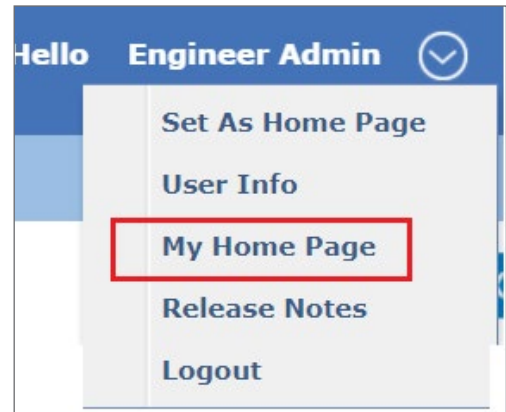 Hello Engineer Admin
Set As Home Page
User Info
My Home Page
Release Notes
Logout